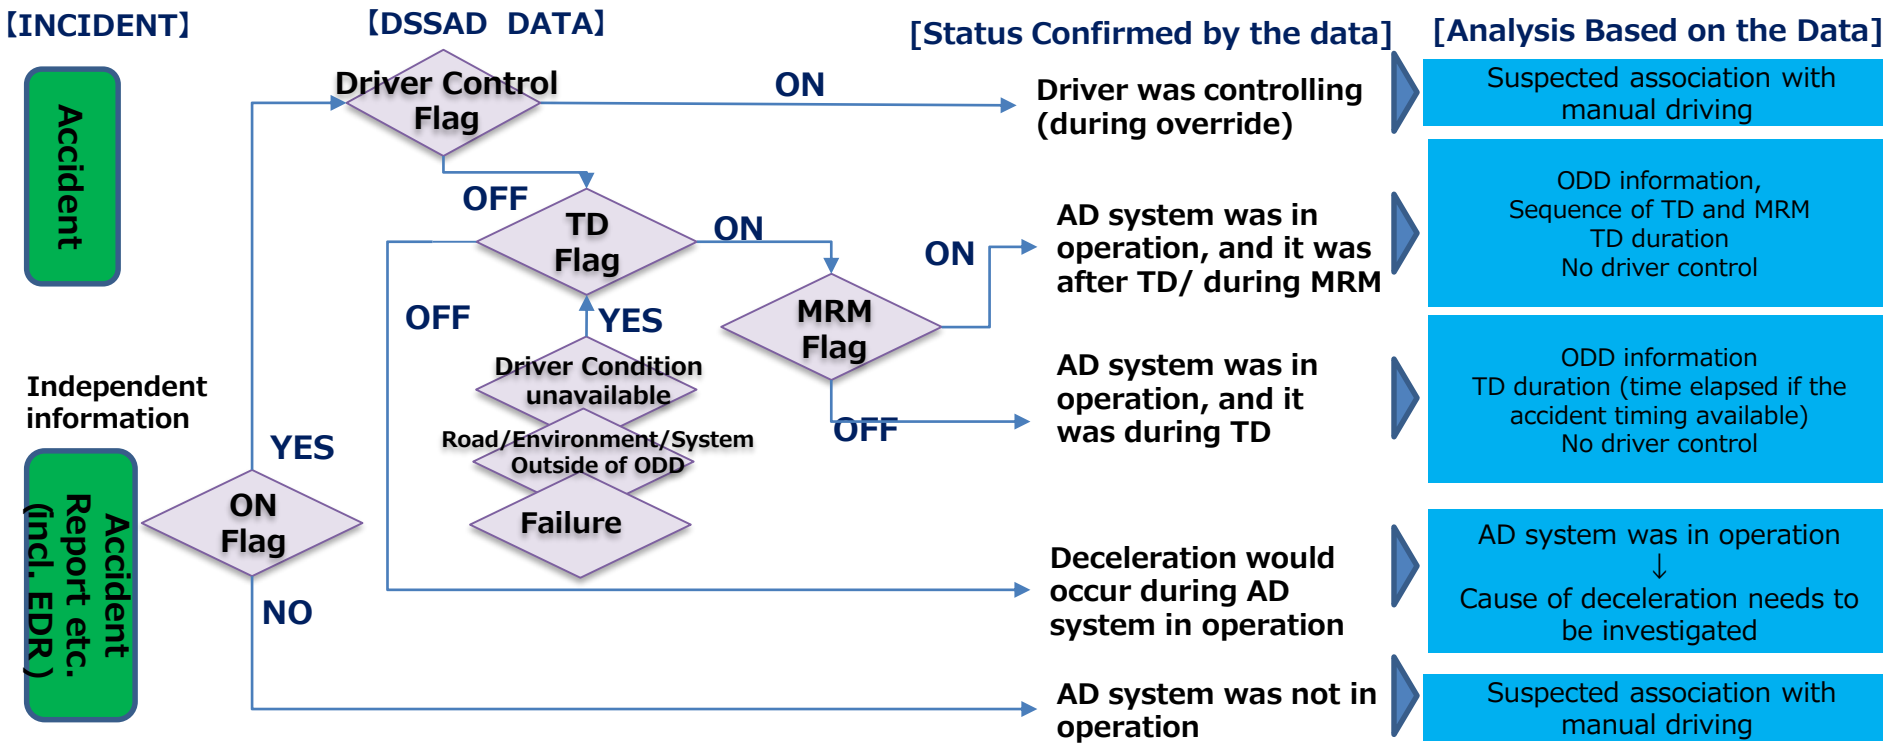 【INCIDENT】
【DSSAD DATA】
[Status Confirmed by the data]
[Analysis Based on the Data]
Accident
Driver Control
Flag
ON
Driver was controlling
(during override)
Suspected association with
manual driving
OFF
TD
Flag
ON
MRM
Flag
ON
AD system was in
operation, and it was
after TD/ during MRM
ODD information,
Sequence of TD and MRM
TD duration
No driver control
OFF
YES
Driver Condition
unavailable
Road/Environment/System
Outside of ODD
Failure
OFF
AD system was in
operation, and it
was during TD
ODD information
TD duration (time elapsed if the
accident timing available)
No driver control
Independent
information
Accident
Report etc.
(incl. EDR )
YES
ON
Flag
NO
Deceleration would
occur during AD
system in operation
AD system was in operation
↓
Cause of deceleration needs to
be investigated
AD system was not in
operation
Suspected association with
manual driving